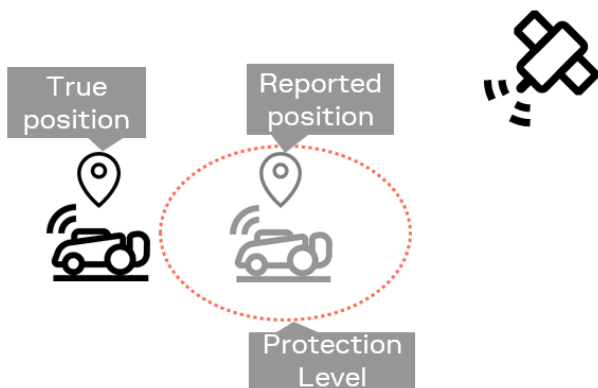 True
position
Reported
position
Protection
Level